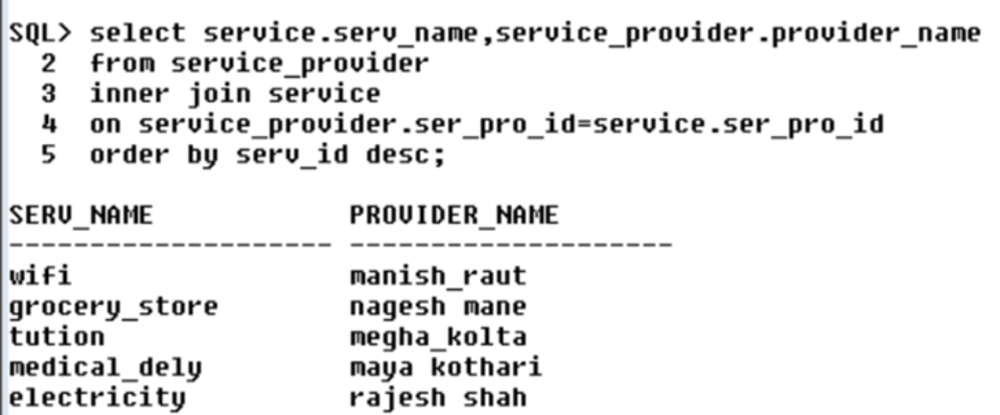 SQL> select service.serv_name,service_provider.provider_name
2 from service_provider
3 inner join service
4 on service_provider.ser_pro_id=service.ser_pro_id
5 order by serv_id desc;
SERV_NAME PROVIDER_NAME
-------------------- --------------------
wifi manish_raut
grocery_store nagesh mane
tution megha_kolta
medical_dely maya kothari
electricity rajesh shah